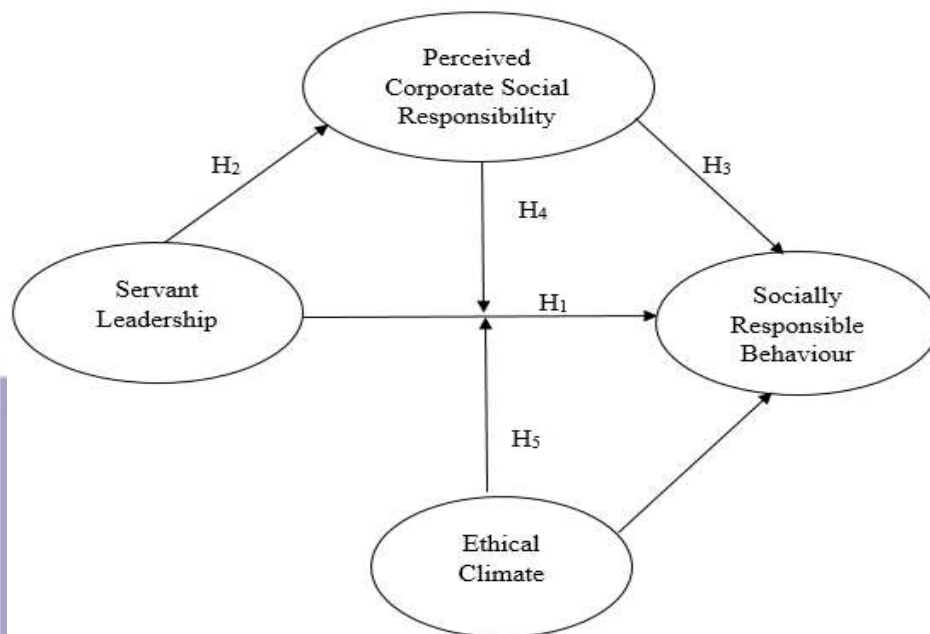 Perceived
Corporate Social
Responsibility
H₂
H₃
H₄
Servant
Leadership
H₁
Socially
Responsible
Behaviour
H₅
Ethical
Climate